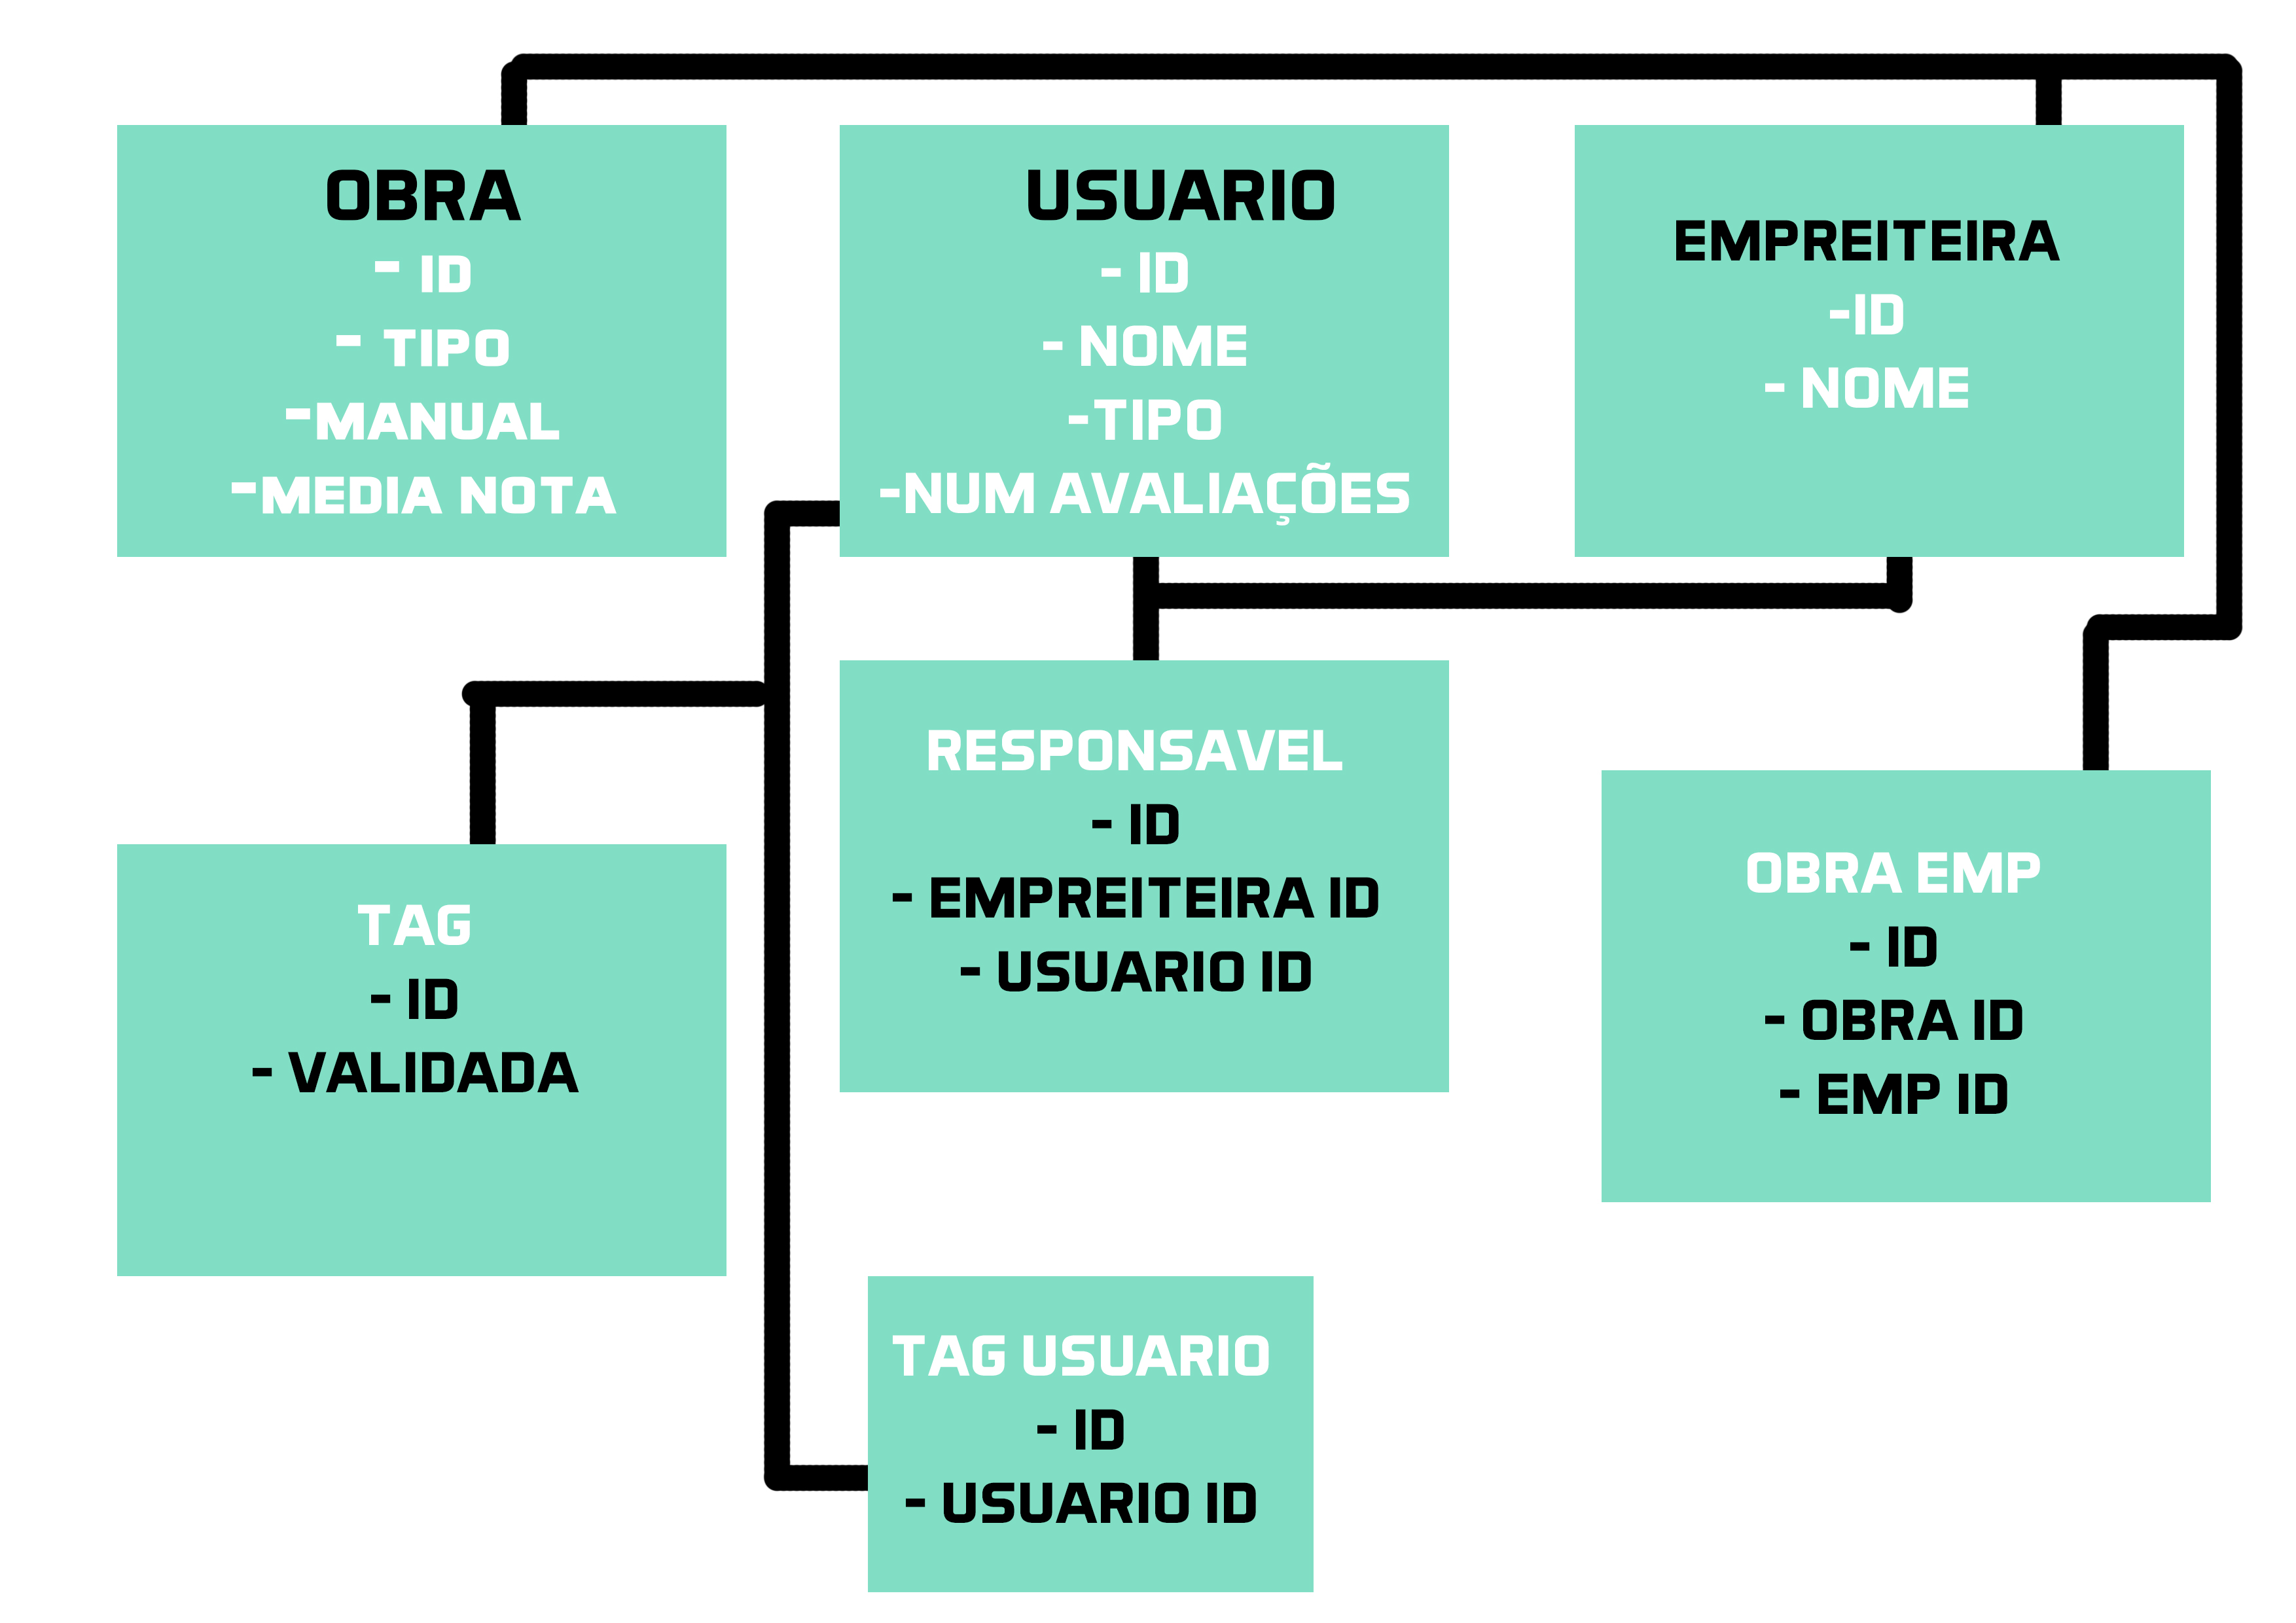 OBRA
- ID
- TIPO
-MANUAL
-MEDIA NOTA
USUARIO
- ID
- NOME
-TIPO
-NUM AVALIAÇÕES
EMPREITEIRA
-ID
- NOME
TAG
- ID
- VALIDADA
RESPONSAVEL
- ID
- EMPREITEIRA ID
- USUARIO ID
OBRA EMP
- ID
- OBRA ID
- EMP ID
TAG USUARIO
- ID
- USUARIO ID